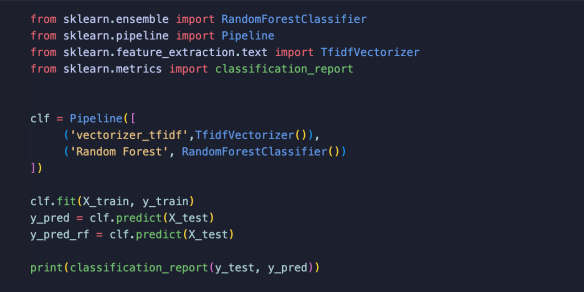 from sklearn.ensemble import RandomForestClassifier
from sklearn.pipeline import Pipeline
from sklearn.feature_extraction.text import TfidfVectorizer
from sklearn.metrics import classification_report
clf = Pipeline([
('vectorizer_tfidf',TfidfVectorizer()),
('Random Forest', RandomForestClassifier())
])
clf.fit(X_train, y_train)
y_pred = clf.predict(X_test)
y_pred_rf = clf.predict(X_test)
print(classification_report(y_test, y_pred))